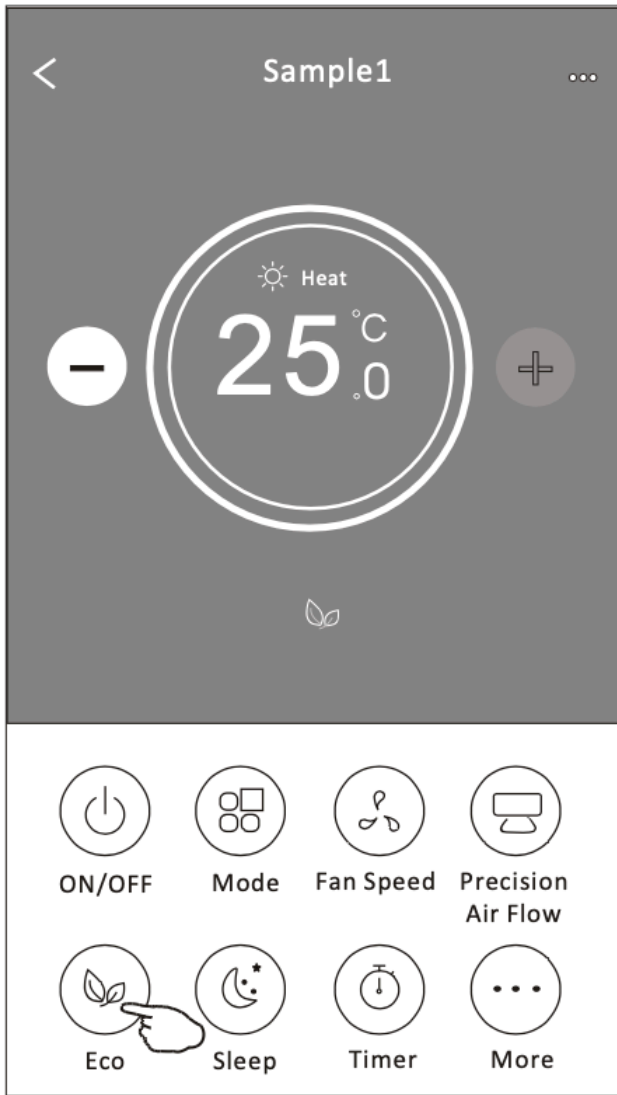 Sample1
Heat
25.0°C
ON/OFF
Mode
Fan Speed
Precision
Air Flow
Eco
Sleep
Timer
More